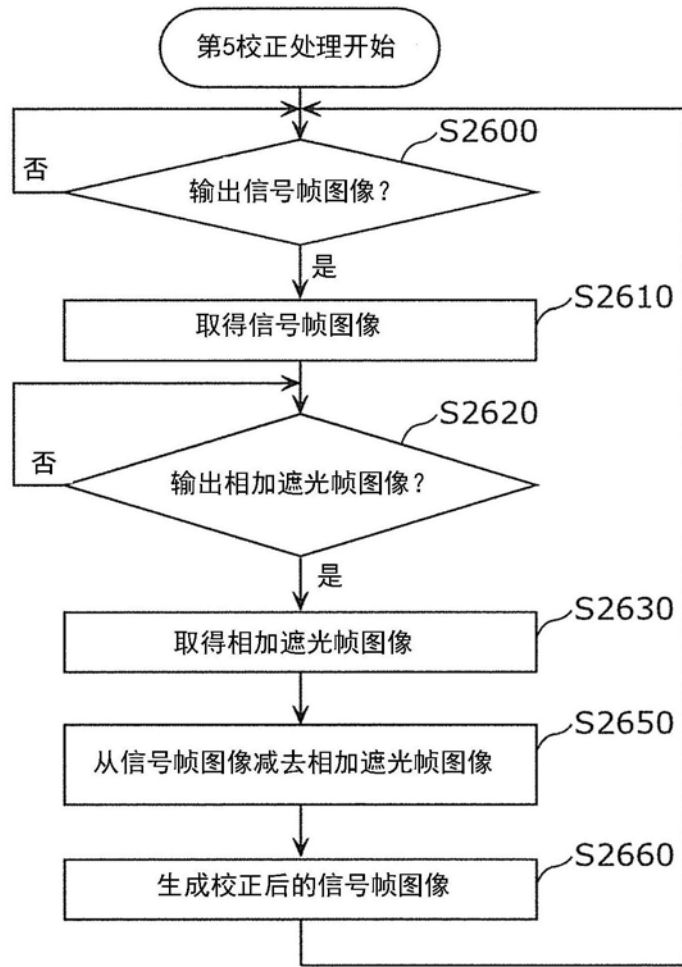 第5校正处理开始
S2600
否
输出信号帧图像？
是
S2610
取得信号帧图像
S2620
否
输出相加遮光帧图像？
是
S2630
取得相加遮光帧图像
S2650
从信号帧图像减去相加遮光帧图像
S2660
生成校正后的信号帧图像